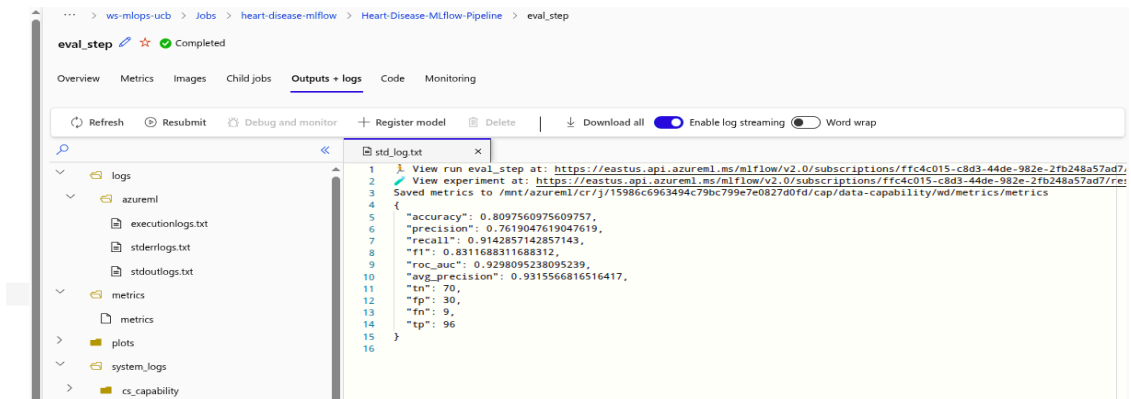 ··· > ws-mlops-ucb > Jobs > heart-disease-mlflow > Heart-Disease-MLflow-Pipeline > eval_step
eval_step Completed
Overview Metrics Images Child jobs Outputs + logs Code Monitoring
Refresh Resubmit Debug and monitor Register model Delete Download all Enable log streaming Word wrap
std_log.txt
logs
azureml
executionlogs.txt
stderrlogs.txt
stdoutlogs.txt
metrics
metrics
plots
system_logs
cs_capability
1 View run eval_step at: https://eastus.api.azureml.ms/mlflow/v2.0/subscriptions/ffc4c015-c8d3-44de-982e-2fb248a57ad7/
2 View experiment at: https://eastus.api.azureml.ms/mlflow/v2.0/subscriptions/ffc4c015-c8d3-44de-982e-2fb248a57ad7/res
3 Saved metrics to /mnt/azureml/cr/j/15986c6963494c79bc799e7e0827d0fd/cap/data-capability/wd/metrics/metrics
4 {
5 "accuracy": 0.8097560975609757,
6 "precision": 0.7619047619047619,
7 "recall": 0.9142857142857143,
8 "f1": 0.8311688311688312,
9 "roc_auc": 0.9298095238095239,
10 "avg_precision": 0.9315566816516417,
11 "tn": 70,
12 "fp": 30,
13 "fn": 9,
14 "tp": 96
15 }
16